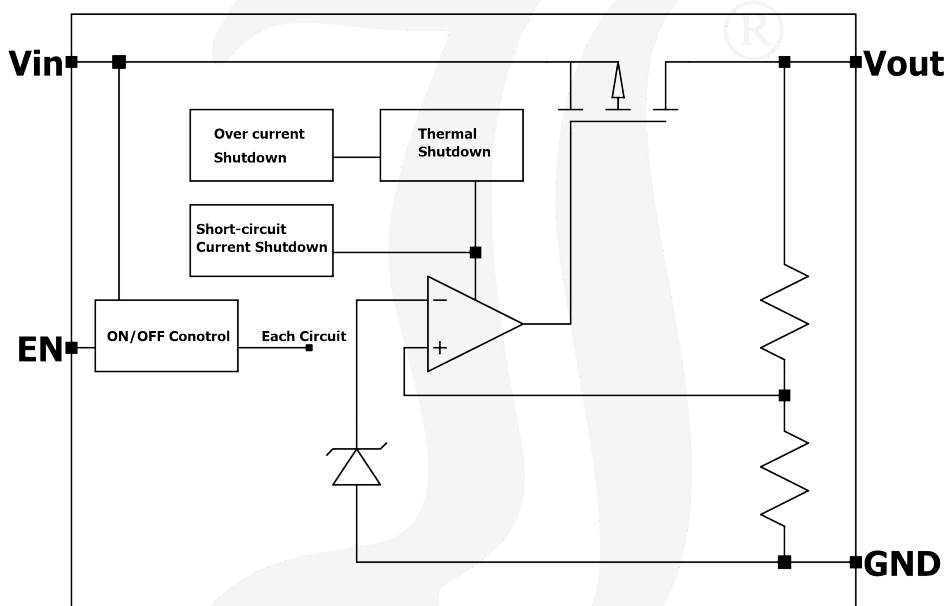 ®
Vin
Vout
Over current
Shutdown
Thermal
Shutdown
Short-circuit
Current Shutdown
−
+
ON/OFF Conotrol
Each Circuit
EN
GND